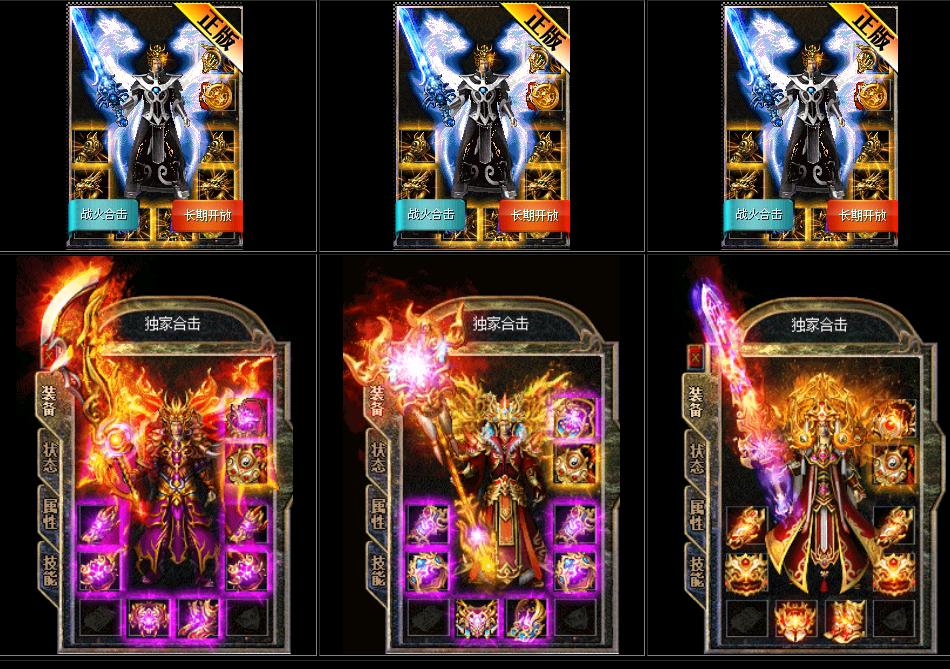 正版
正版
正版
战火合击
长期开放
战火合击
长期开放
战火合击
长期开放
独家合击
独家合击
独家合击
装备
状态
属性
技能
装备
状态
属性
技能
装备
状态
属性
技能